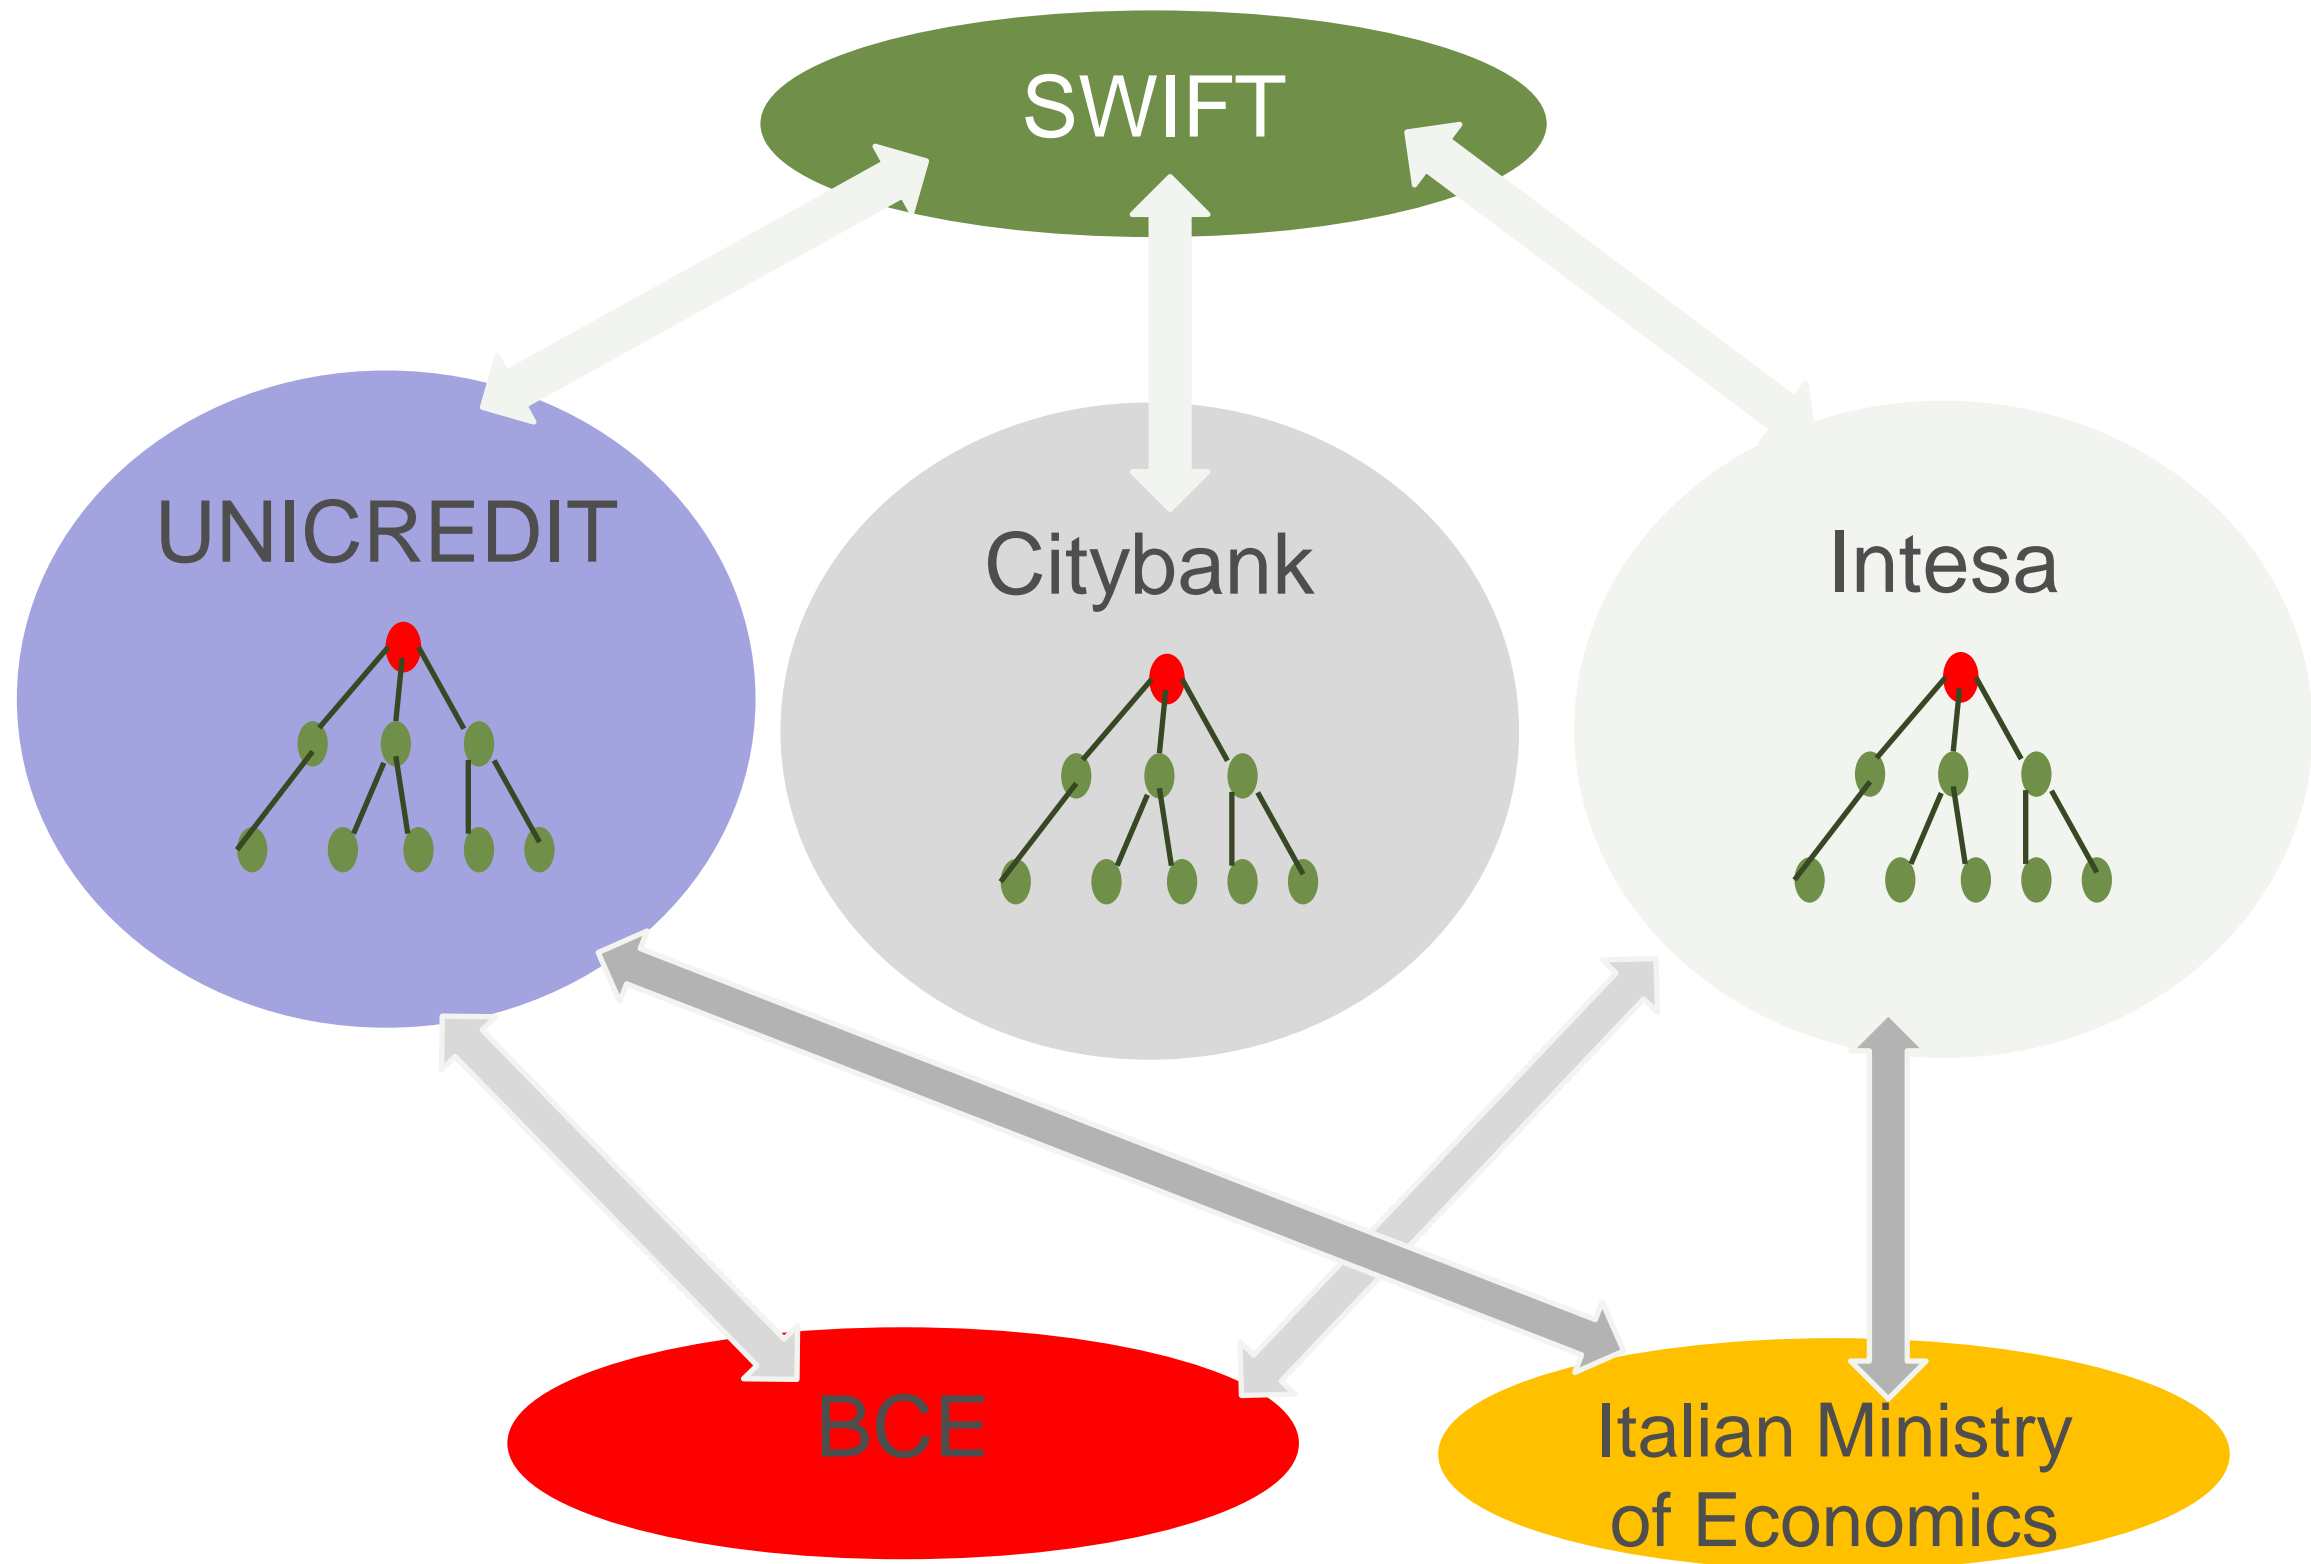 SWIFT
UNICREDIT
Citybank
Intesa
BCE
Italian Ministry
of Economics